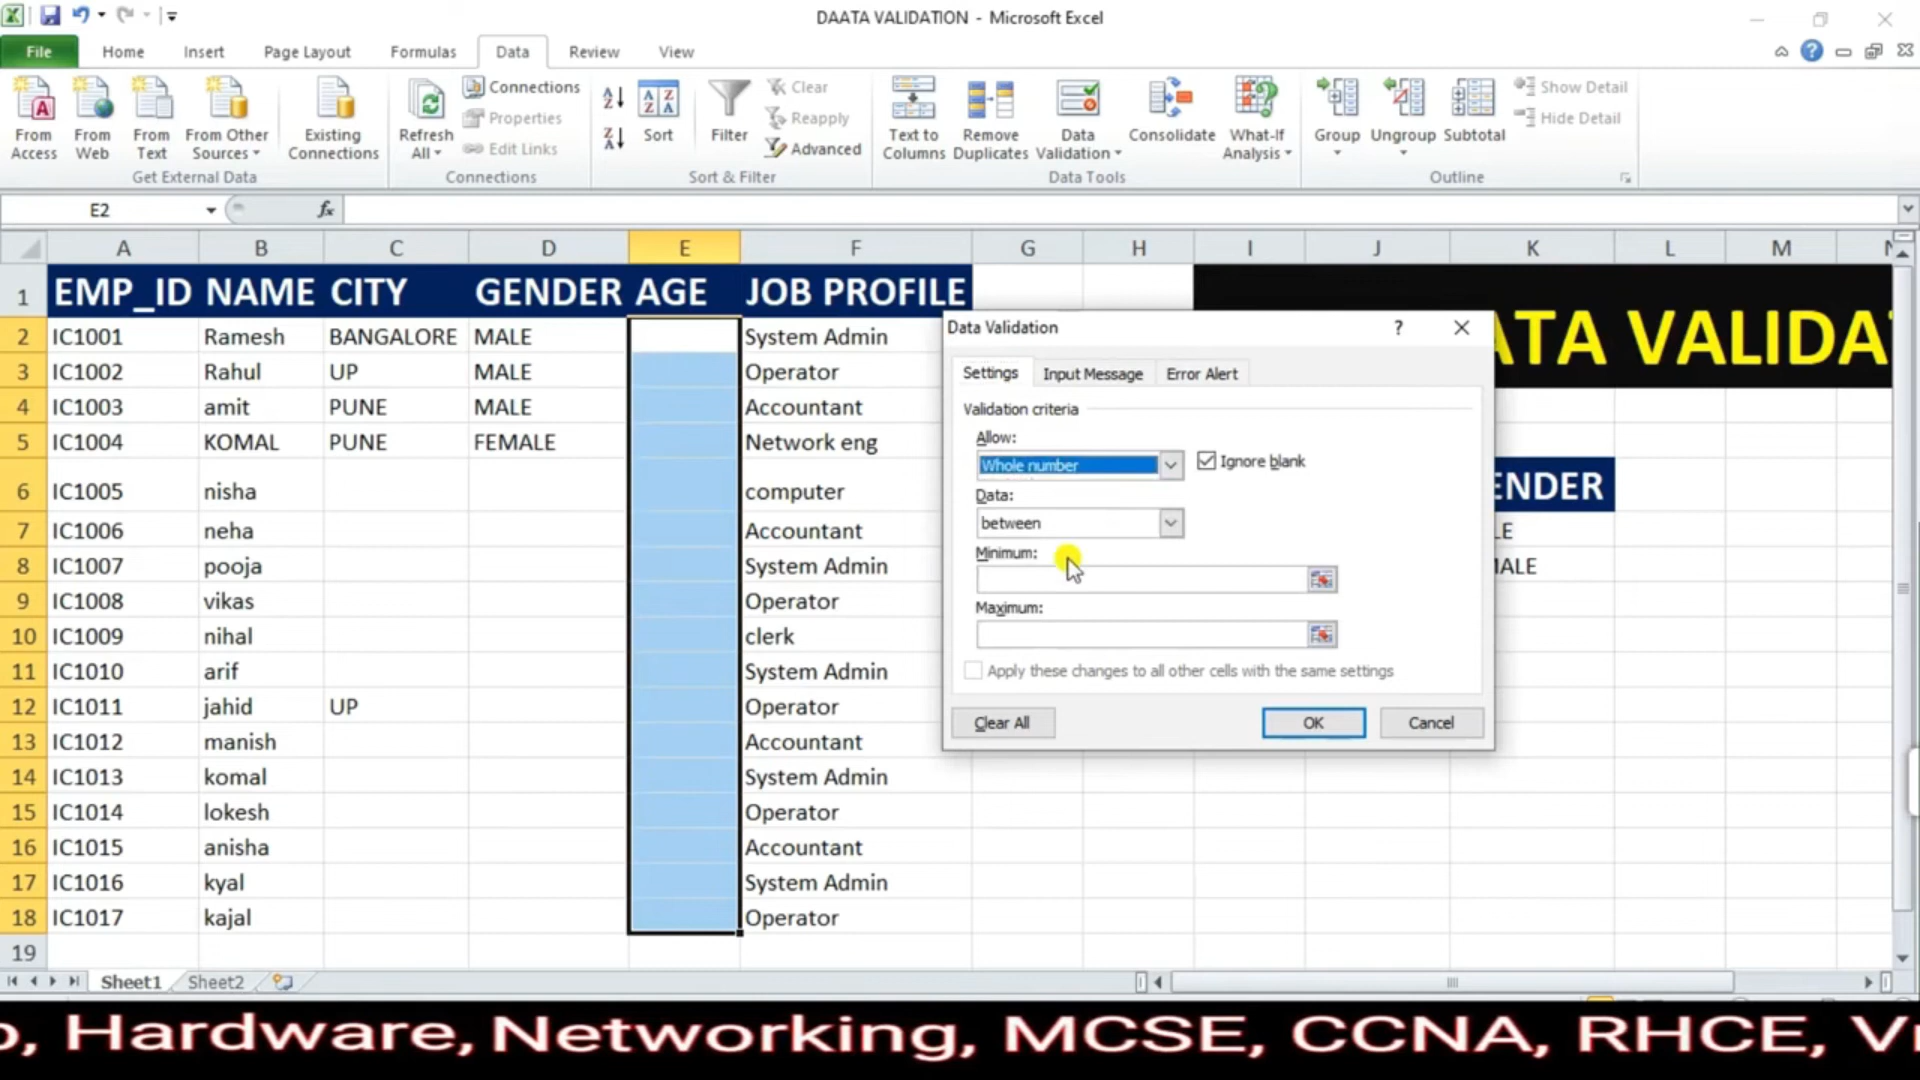 DAATA VALIDATION - Microsoft Excel
File Home Insert Page Layout Formulas Data Review View
From Access
From Web
From Text
From Other Sources
Existing Connections
Get External Data
Refresh All
Connections
Properties
Edit Links
Connections
Sort
Filter
Clear
Reapply
Advanced
Sort & Filter
Text to Columns
Remove Duplicates
Data Validation
Consolidate
What-If Analysis
Data Tools
Group
Ungroup
Subtotal
Show Detail
Hide Detail
Outline
E2 fx
A B C D E F G H I J K L M
1 EMP_ID NAME CITY GENDER AGE JOB PROFILE
2 IC1001 Ramesh BANGALORE MALE System Admin
3 IC1002 Rahul UP MALE Operator
4 IC1003 amit PUNE MALE Accountant
5 IC1004 KOMAL PUNE FEMALE Network eng
6 IC1005 nisha computer
7 IC1006 neha Accountant
8 IC1007 pooja System Admin
9 IC1008 vikas Operator
10 IC1009 nihal clerk
11 IC1010 arif System Admin
12 IC1011 jahid UP Operator
13 IC1012 manish Accountant
14 IC1013 komal System Admin
15 IC1014 lokesh Operator
16 IC1015 anisha Accountant
17 IC1016 kyal System Admin
18 IC1017 kajal Operator
19
ATA VALIDA
ENDER
LE
MALE
Data Validation ?
Settings Input Message Error Alert
Validation criteria
Allow:
Whole number Ignore blank
Data:
between
Minimum:
Maximum:
Apply these changes to all other cells with the same settings
Clear All OK Cancel
Sheet1 Sheet2
o, Hardware, Networking, MCSE, CCNA, RHCE, V